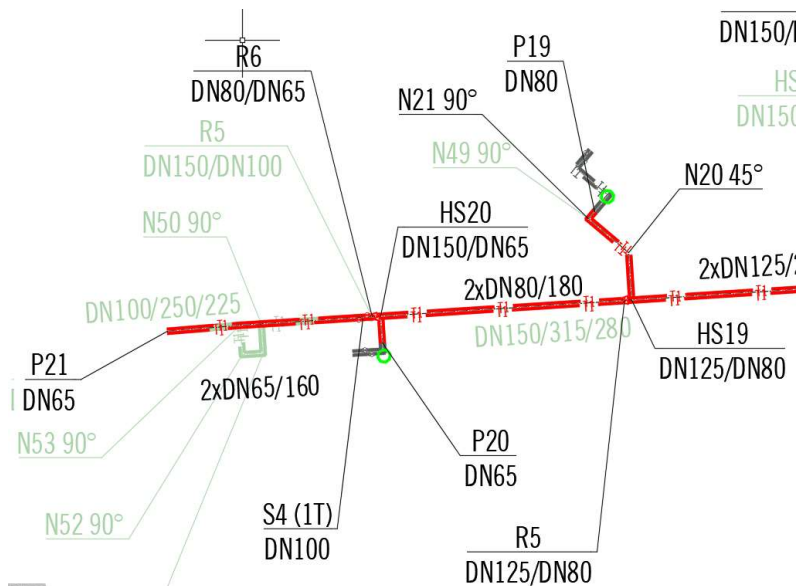 R6
DN80/DN65
P19
DN80
DN150/
HS
DN150
N21 90°
R5
DN150/DN100
N49 90°
N20 45°
N50 90°
HS20
DN150/DN65
2xDN80/180
2xDN125/2
DN100/250/225
DN150/315/280
HS19
DN125/DN80
P21
DN65
2xDN65/160
N53 90°
P20
DN65
N52 90°
S4 (1T)
DN100
R5
DN125/DN80